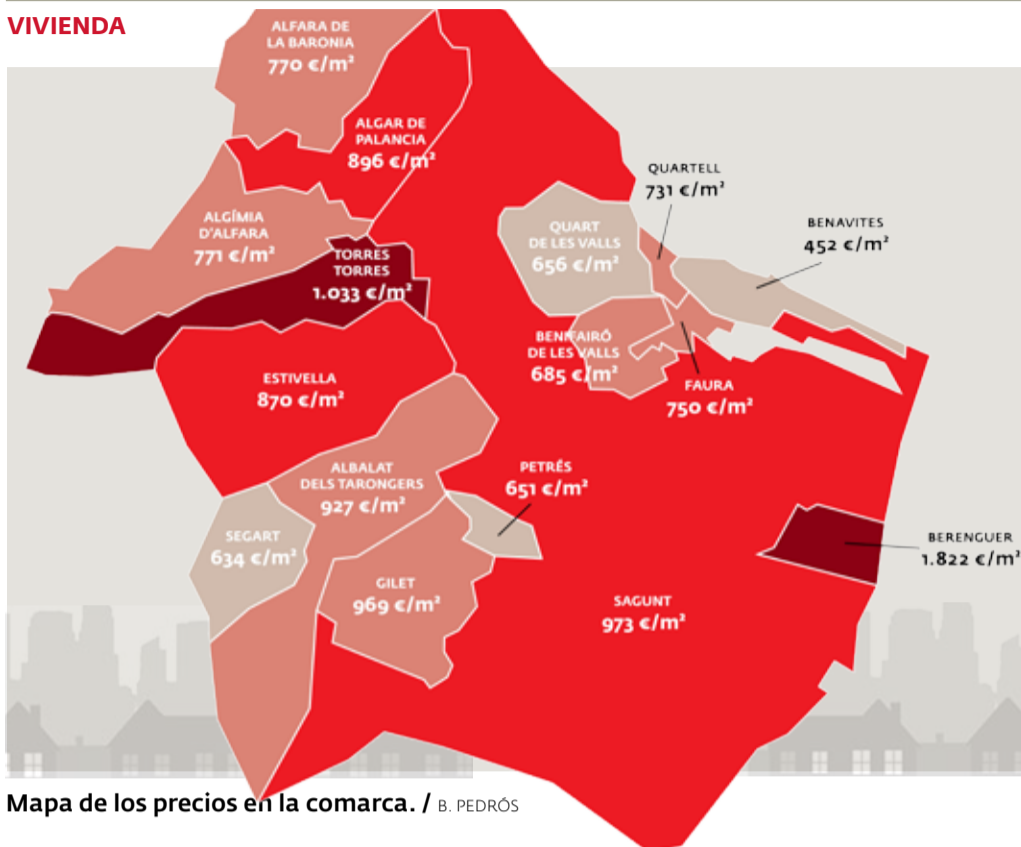 VIVIENDA
ALFARA DE
LA BARONIA
770 €/m²
ALGAR DE
PALANCIA
896 €/m²
QUARTELL
731 €/m²
ALGÍMIA
D'ALFARA
771 €/m²
QUART
DE LES VALLS
656 €/m²
BENAVITES
452 €/m²
TORRES
TORRES
1.033 €/m²
BENIFAIRÓ
DE LES VALLS
685 €/m²
ESTIVELLA
870 €/m²
FAURA
750 €/m²
ALBALAT
DELS TARONGERS
927 €/m²
PETRÉS
651 €/m²
SEGART
634 €/m²
BERENGUER
1.822 €/m²
GILET
969 €/m²
SAGUNT
973 €/m²
Mapa de los precios en la comarca. / B. PEDRÓS